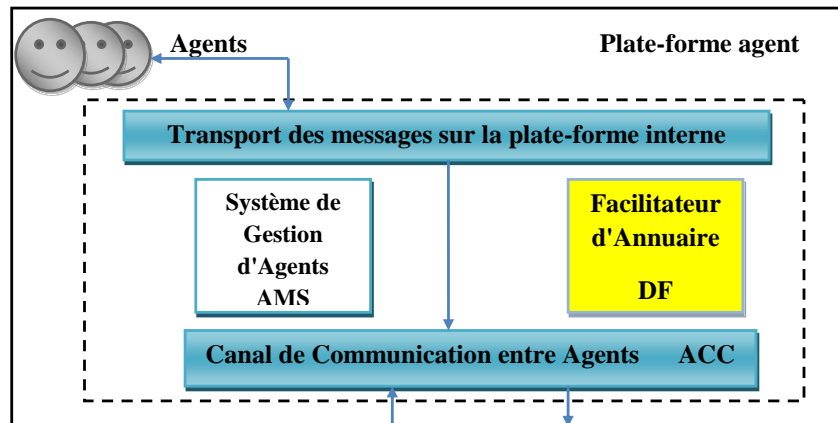 Agents
Plate-forme agent
Transport des messages sur la plate-forme interne
Système de
Gestion
d'Agents
AMS
Facilitateur
d'Annuaire
DF
Canal de Communication entre Agents ACC